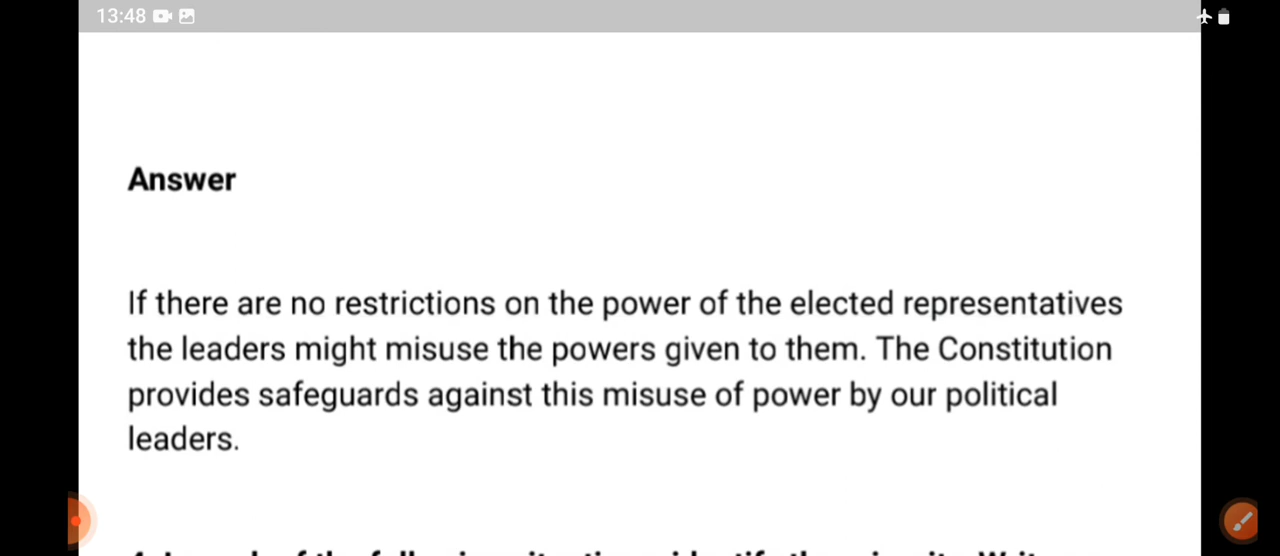 13:48
Answer
If there are no restrictions on the power of the elected representatives
the leaders might misuse the powers given to them. The Constitution
provides safeguards against this misuse of power by our political
leaders.